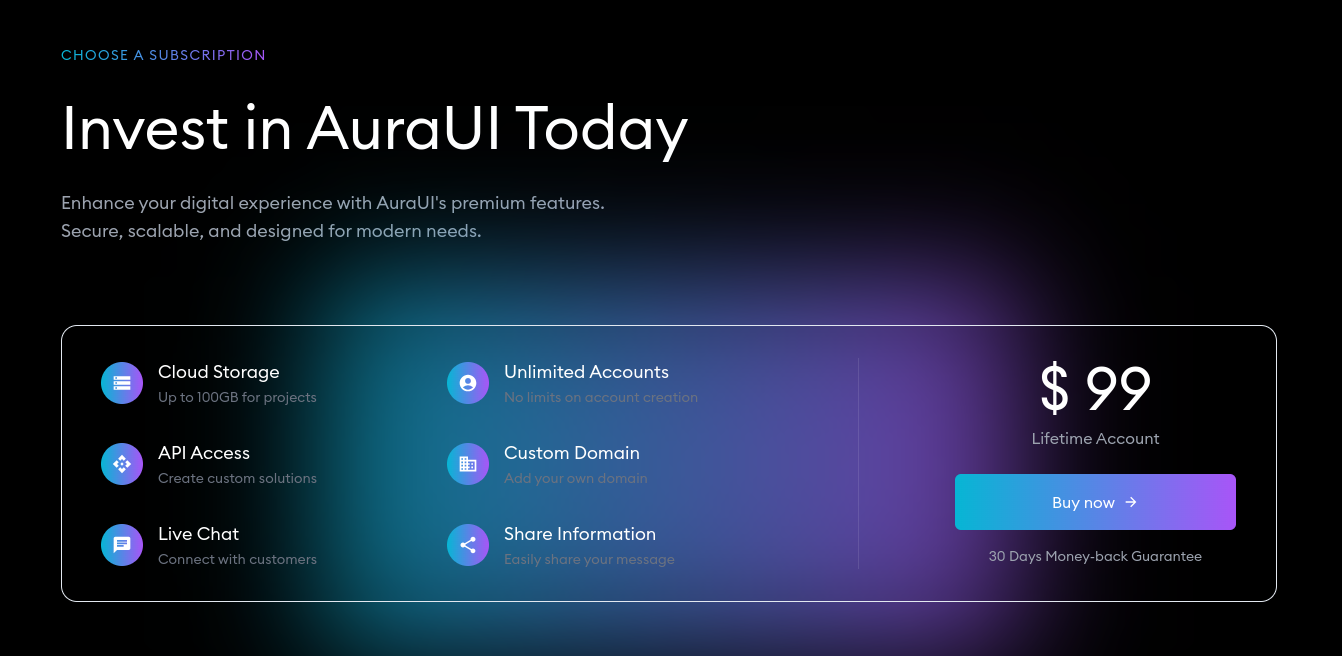 CHOOSE A SUBSCRIPTION
Invest in AuraUI Today
Enhance your digital experience with AuraUI's premium features.
Secure, scalable, and designed for modern needs.
Cloud Storage
Up to 100GB for projects
Unlimited Accounts
No limits on account creation
API Access
Create custom solutions
Custom Domain
Add your own domain
Live Chat
Connect with customers
Share Information
Easily share your message
$ 99
Lifetime Account
Buy now →
30 Days Money-back Guarantee